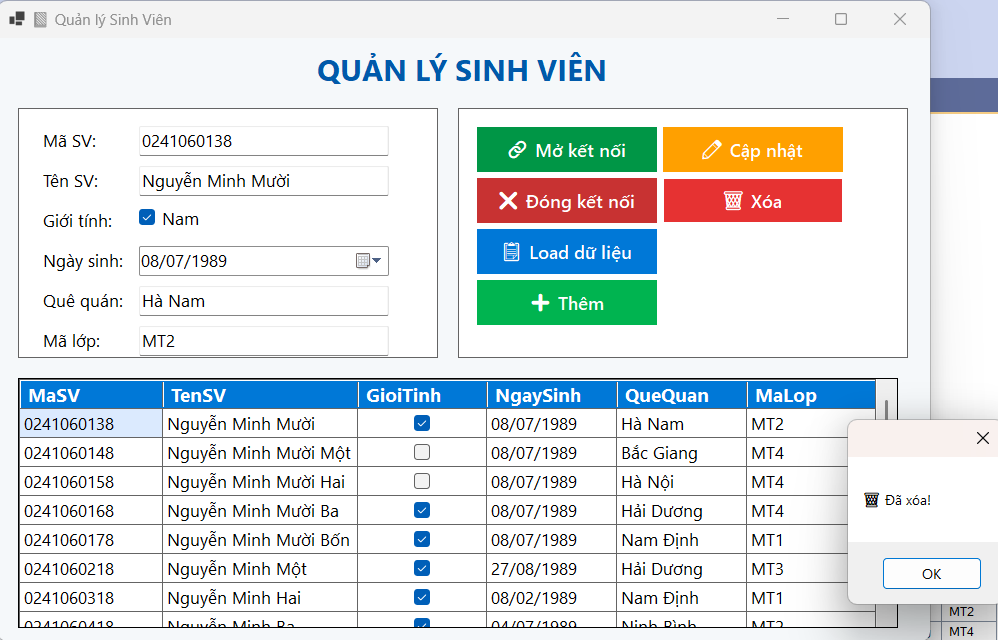 Quản lý Sinh Viên
QUẢN LÝ SINH VIÊN
Mã SV: 0241060138
Tên SV: Nguyễn Minh Mười
Giới tính: Nam
Ngày sinh: 08/07/1989
Quê quán: Hà Nam
Mã lớp: MT2
Mở kết nối Cập nhật
Đóng kết nối Xóa
Load dữ liệu
Thêm
MaSV TenSV GioiTinh NgaySinh QueQuan MaLop
0241060138 Nguyễn Minh Mười 08/07/1989 Hà Nam MT2
0241060148 Nguyễn Minh Mười Một 08/07/1989 Bắc Giang MT4
0241060158 Nguyễn Minh Mười Hai 08/07/1989 Hà Nội MT4
0241060168 Nguyễn Minh Mười Ba 08/07/1989 Hải Dương MT4
0241060178 Nguyễn Minh Mười Bốn 08/07/1989 Nam Định MT1
0241060218 Nguyễn Minh Một 27/08/1989 Hải Dương MT3
0241060318 Nguyễn Minh Hai 08/02/1989 Nam Định MT1
0241060418 Nguyễn Minh Ba 04/07/1989 Ninh Bình MT2
Đã xóa!
OK
MT2
MT4